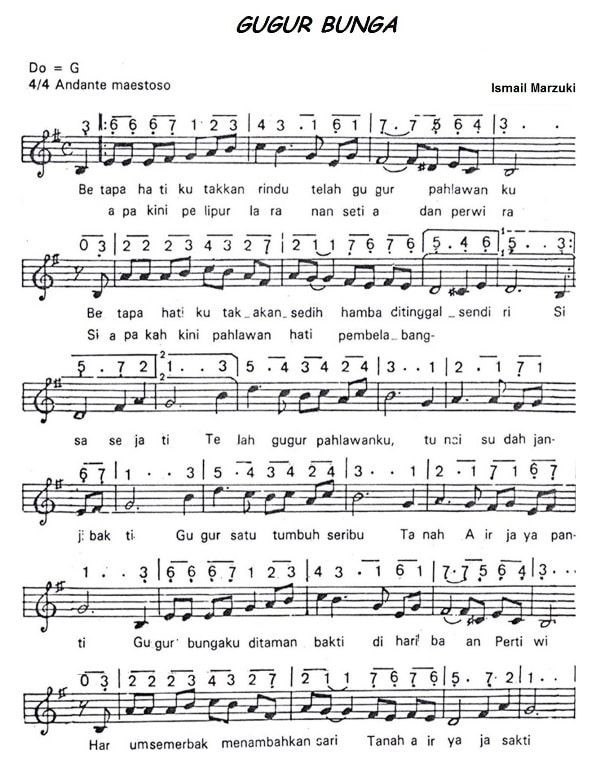 GUGUR BUNGA
Do = G
4/4 Andante maestoso
Ismail Marzuki
3 | 6 6 6 7 1 2 3 | 4 3 . 1 6 1 | 7 . 7 5 6 4 | 3 . .
Be tapa ha ti ku takkan rindu telah gu gur pahlawan ku
a pa kini pe lipur la ra nan seti a dan perwi ra
0 3 | 2 2 2 3 4 3 2 7 | 2 1 1 7 6 7 6 | 5 . 4 6 | 5 . . 3 :
Be tapa hati ku tak _ akan _ sedih hamba ditinggal _ sendi ri Si
Si a pa kah kini pahlawan hati pembela _ bang-
5 . 7 2 | 1 . . 3 | 5 . 4 3 4 2 4 | 3 . . 1 | 2 . 1 7 1
sa se ja ti Te lah gugur pahlawanku, tu nai su dah jan-
6 7 | 1 . . 3 | 5 . 4 3 4 3 2 4 | 3 . . 3 | 2 . 1 7 1 6 7 |
ji bak ti Gu gur satu tumbuh seribu Ta nah A ir ja ya pan-
1 . . 3 | 6 6 6 7 1 2 3 | 4 3 . 1 6 1 | 7 . 7 5 6 4 | 3 . .
ti Gu gur bungaku ditaman bakti di hari ba an Perti wi
0 3 | 2 2 2 3 4 3 2 7 | 2 1 1 7 6 7 6 | 5 . 7 2 | 1 .
Har umsemerbak menambahkan sari Tanah a ir ya ja sakti